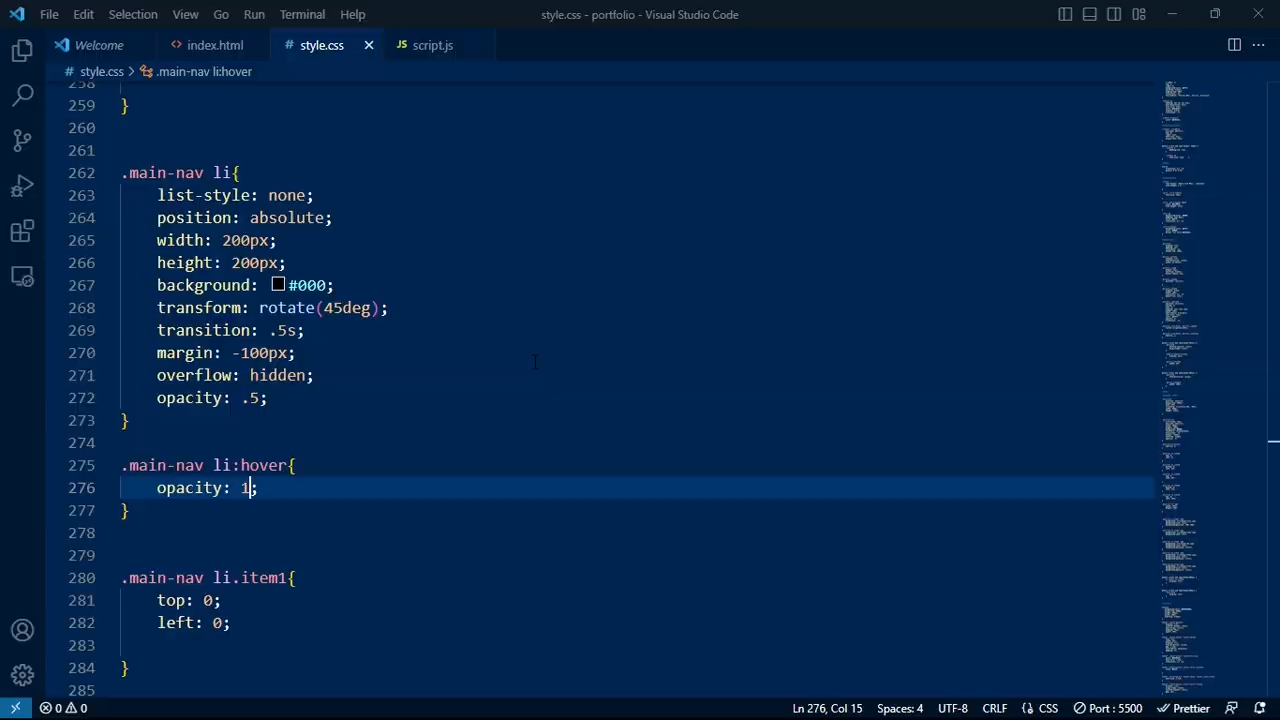 File Edit Selection View Go Run Terminal Help style.css - portfolio - Visual Studio Code
Welcome index.html # style.css JS script.js
# style.css > .main-nav li:hover
258
259 }
260
261
262 .main-nav li{
263 list-style: none;
264 position: absolute;
265 width: 200px;
266 height: 200px;
267 background: #000;
268 transform: rotate(45deg);
269 transition: .5s;
270 margin: -100px;
271 overflow: hidden;
272 opacity: .5;
273 }
274
275 .main-nav li:hover{
276 opacity: 1;
277 }
278
279
280 .main-nav li.item1{
281 top: 0;
282 left: 0;
283
284 }
285
0 0 Ln 276, Col 15 Spaces: 4 UTF-8 CRLF CSS Port : 5500 Prettier